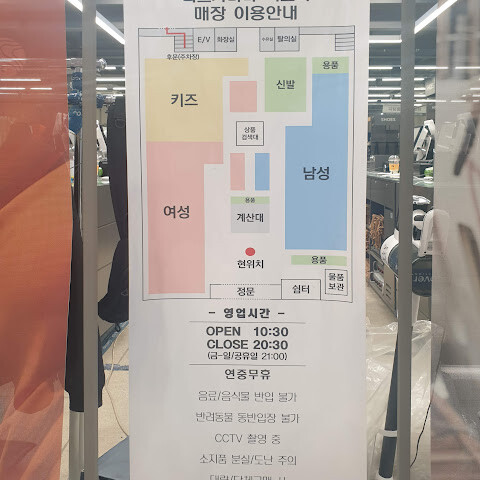 매장 이용안내
E/V 화장실 수유실 탈의실
후문(주차장)
용품
키즈
신발
상품
검색대
여성
남성
용품
계산대
현위치
용품
물품
보관
정문
쉼터
- 영업시간 -
OPEN 10:30
CLOSE 20:30
(금~일/공휴일 21:00)
연중무휴
음료/음식물 반입 불가
반려동물 동반입장 불가
CCTV 촬영 중
소지품 분실/도난 주의